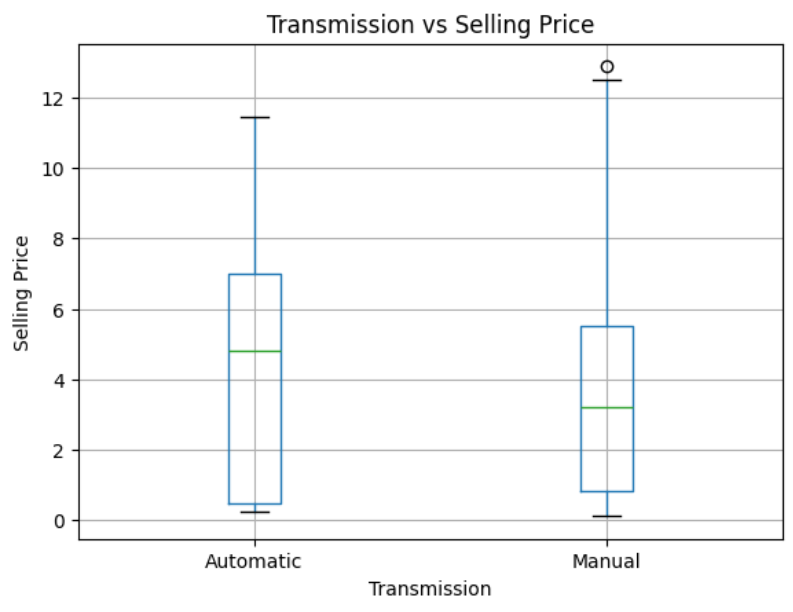 Transmission vs Selling Price
12
10
8
6
4
2
0
Selling Price
Automatic
Manual
Transmission